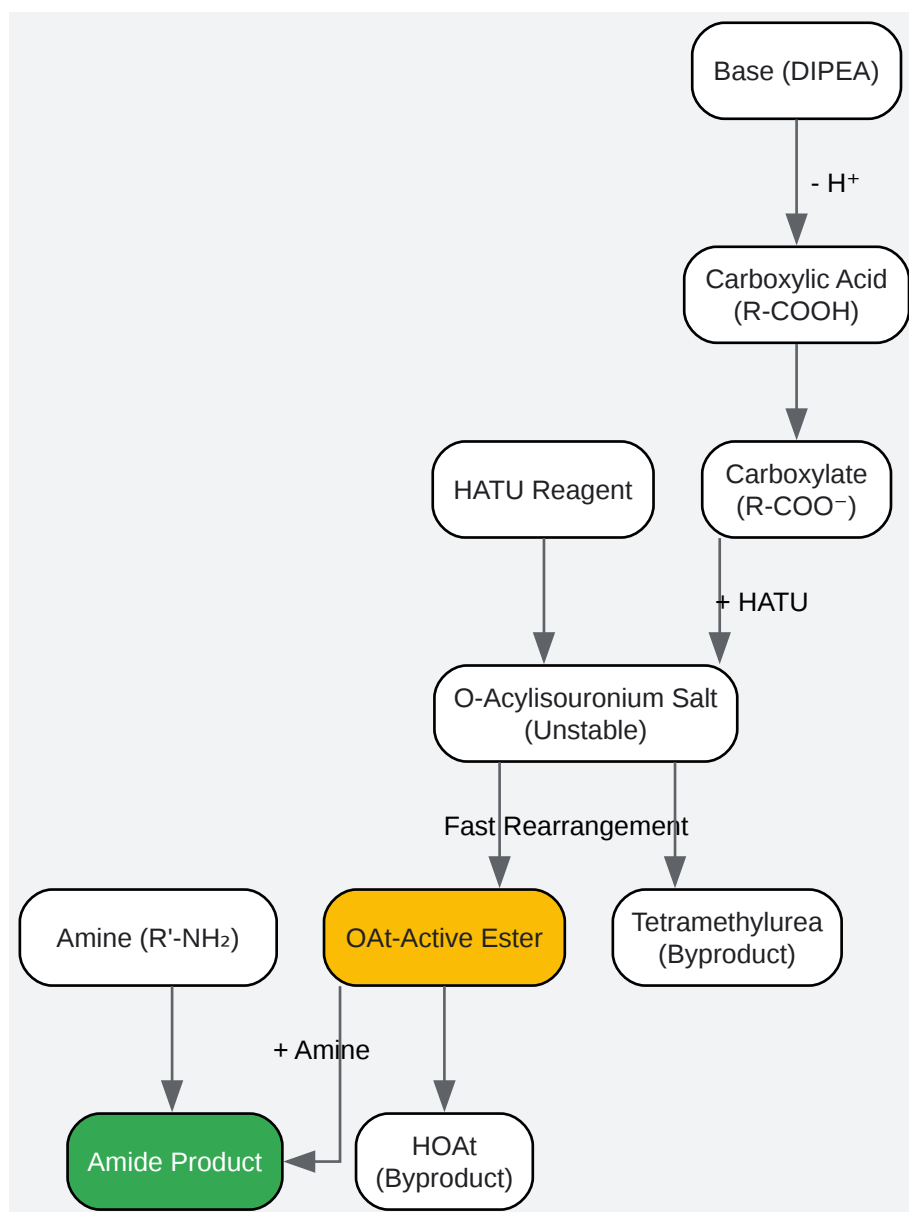 Base (DIPEA)
- H⁺
Carboxylic Acid
(R-COOH)
HATU Reagent
Carboxylate
(R-COO⁻)
+ HATU
O-Acylisouronium Salt
(Unstable)
Fast Rearrangement
Amine (R'-NH₂)
OAt-Active Ester
Tetramethylurea
(Byproduct)
+ Amine
Amide Product
HOAt
(Byproduct)